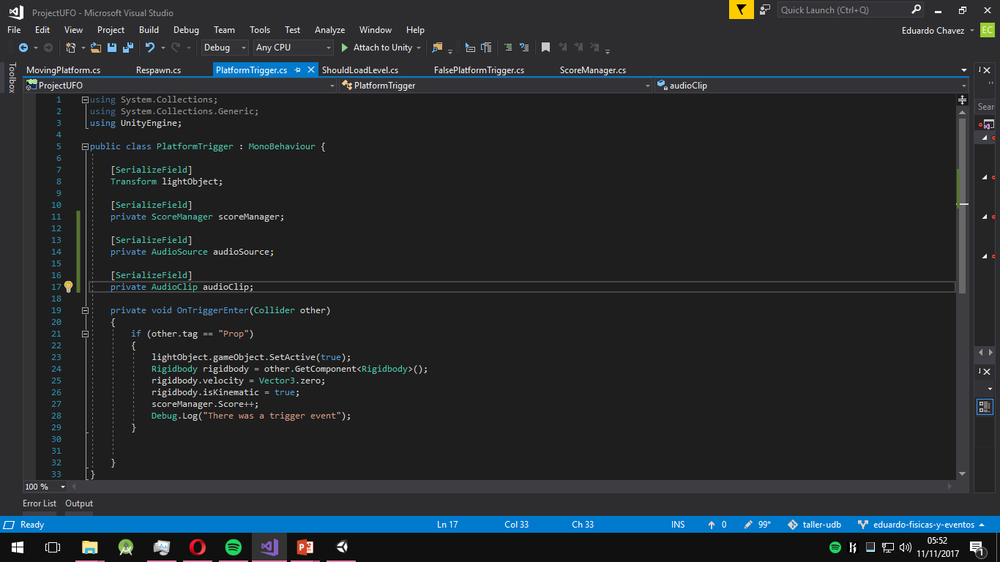 ProjectUFO - Microsoft Visual Studio
Quick Launch (Ctrl+Q)
File Edit View Project Build Debug Team Tools Test Analyze Window Help
Eduardo Chavez EC
Debug Any CPU Attach to Unity
Toolbox
MovingPlatform.cs Respawn.cs PlatformTrigger.cs ShouldLoadLevel.cs FalsePlatformTrigger.cs ScoreManager.cs
ProjectUFO PlatformTrigger audioClip
Sear
1 using System.Collections;
2 using System.Collections.Generic;
3 using UnityEngine;
4
5 public class PlatformTrigger : MonoBehaviour {
6
7 [SerializeField]
8 Transform lightObject;
9
10 [SerializeField]
11 private ScoreManager scoreManager;
12
13 [SerializeField]
14 private AudioSource audioSource;
15
16 [SerializeField]
17 private AudioClip audioClip;
18
19 private void OnTriggerEnter(Collider other)
20 {
21 if (other.tag == "Prop")
22 {
23 lightObject.gameObject.SetActive(true);
24 Rigidbody rigidbody = other.GetComponent<Rigidbody>();
25 rigidbody.velocity = Vector3.zero;
26 rigidbody.isKinematic = true;
27 scoreManager.Score++;
28 Debug.Log("There was a trigger event");
29 }
30
31
32 }
33 }
100 %
Error List Output
Ready Ln 17 Col 33 Ch 33 INS 0 99* taller-udb eduardo-fisicas-y-eventos
05:52
11/11/2017
1